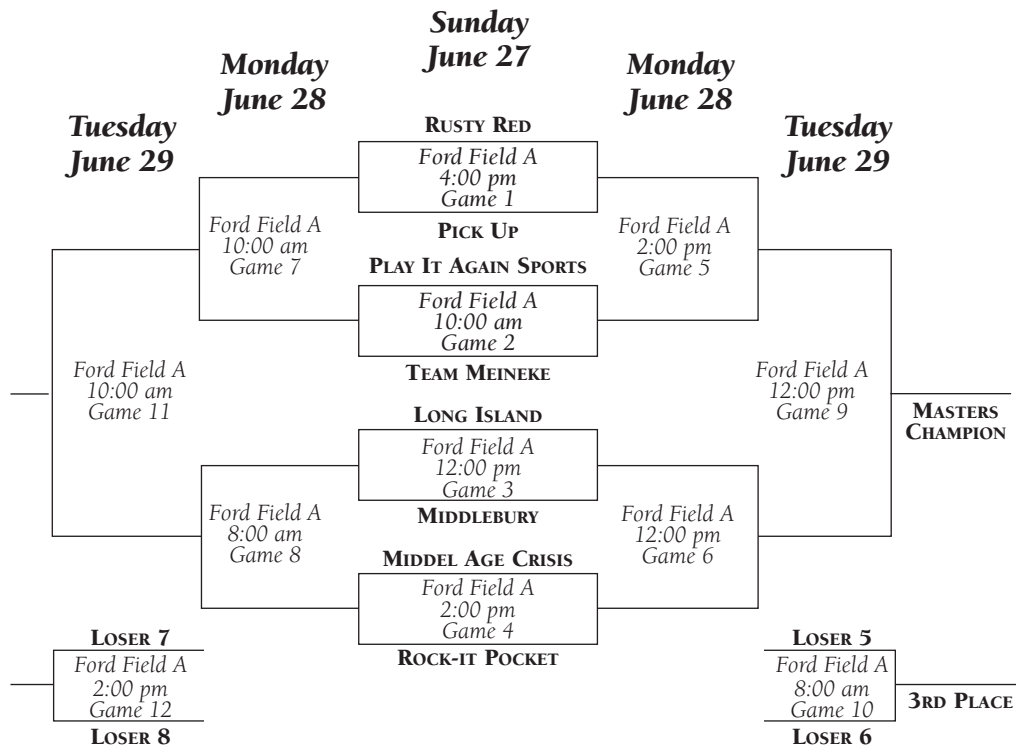 Sunday
June 27
Monday
June 28
Monday
June 28
Tuesday
June 29
Tuesday
June 29
RUSTY RED
Ford Field A
4:00 pm
Game 1
PICK UP
Ford Field A
10:00 am
Game 7
Ford Field A
2:00 pm
Game 5
PLAY IT AGAIN SPORTS
Ford Field A
10:00 am
Game 2
TEAM MEINEKE
Ford Field A
10:00 am
Game 11
Ford Field A
12:00 pm
Game 9
MASTERS
CHAMPION
LONG ISLAND
Ford Field A
12:00 pm
Game 3
MIDDLEBURY
Ford Field A
8:00 am
Game 8
Ford Field A
12:00 pm
Game 6
MIDDEL AGE CRISIS
Ford Field A
2:00 pm
Game 4
ROCK-IT POCKET
LOSER 7
Ford Field A
2:00 pm
Game 12
LOSER 8
LOSER 5
Ford Field A
8:00 am
Game 10
LOSER 6
3RD PLACE